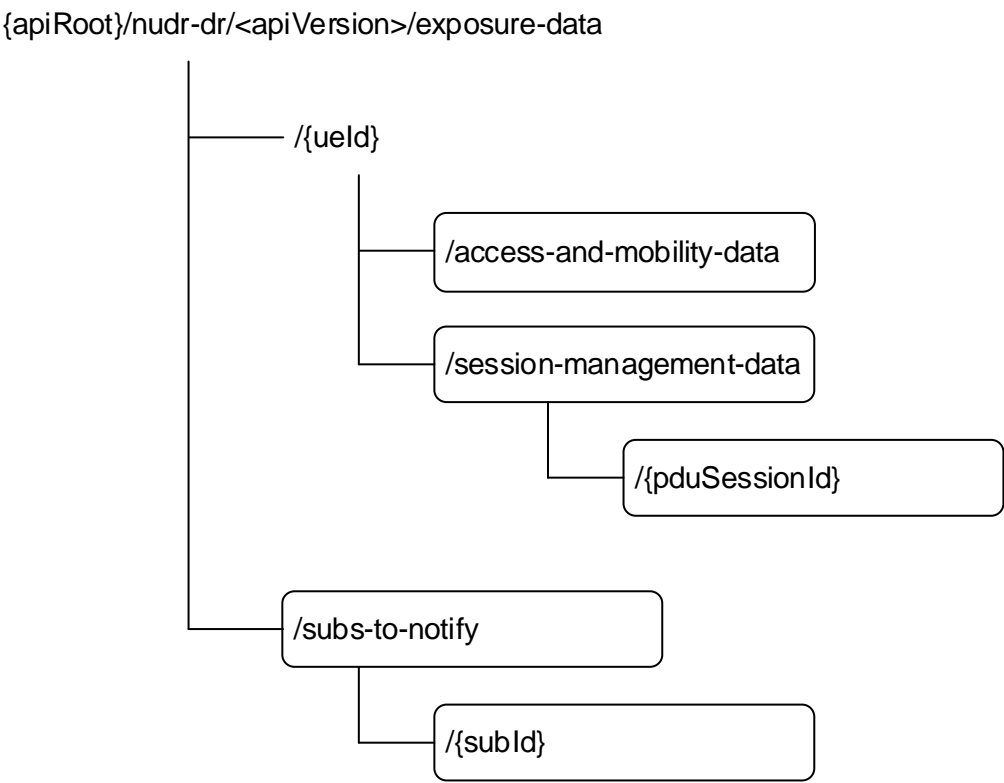 {apiRoot}/nudr-dr/<apiVersion>/exposure-data
/{ueId}
/access-and-mobility-data
/session-management-data
/{pduSessionId}
/subs-to-notify
/{subId}